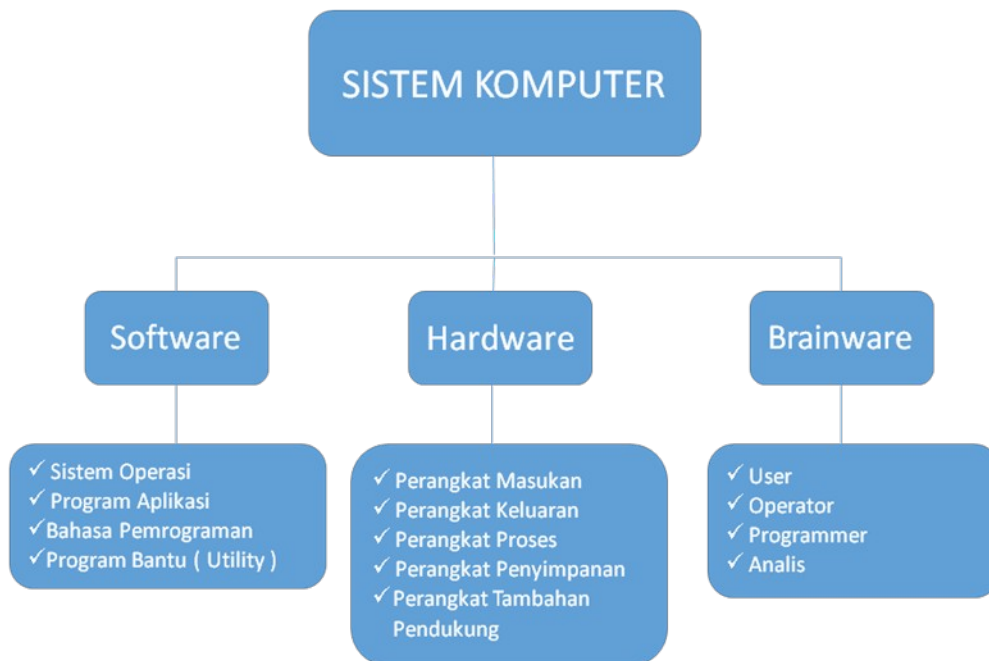 SISTEM KOMPUTER
Software
Hardware
Brainware
✓ Sistem Operasi
✓ Program Aplikasi
✓ Bahasa Pemrograman
✓ Program Bantu ( Utility )
✓ Perangkat Masukan
✓ Perangkat Keluaran
✓ Perangkat Proses
✓ Perangkat Penyimpanan
✓ Perangkat Tambahan
Pendukung
✓ User
✓ Operator
✓ Programmer
✓ Analis